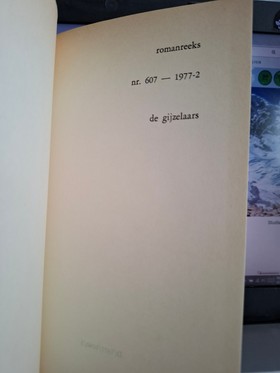 romanreeks
nr. 607 — 1977-2
de gijzelaars